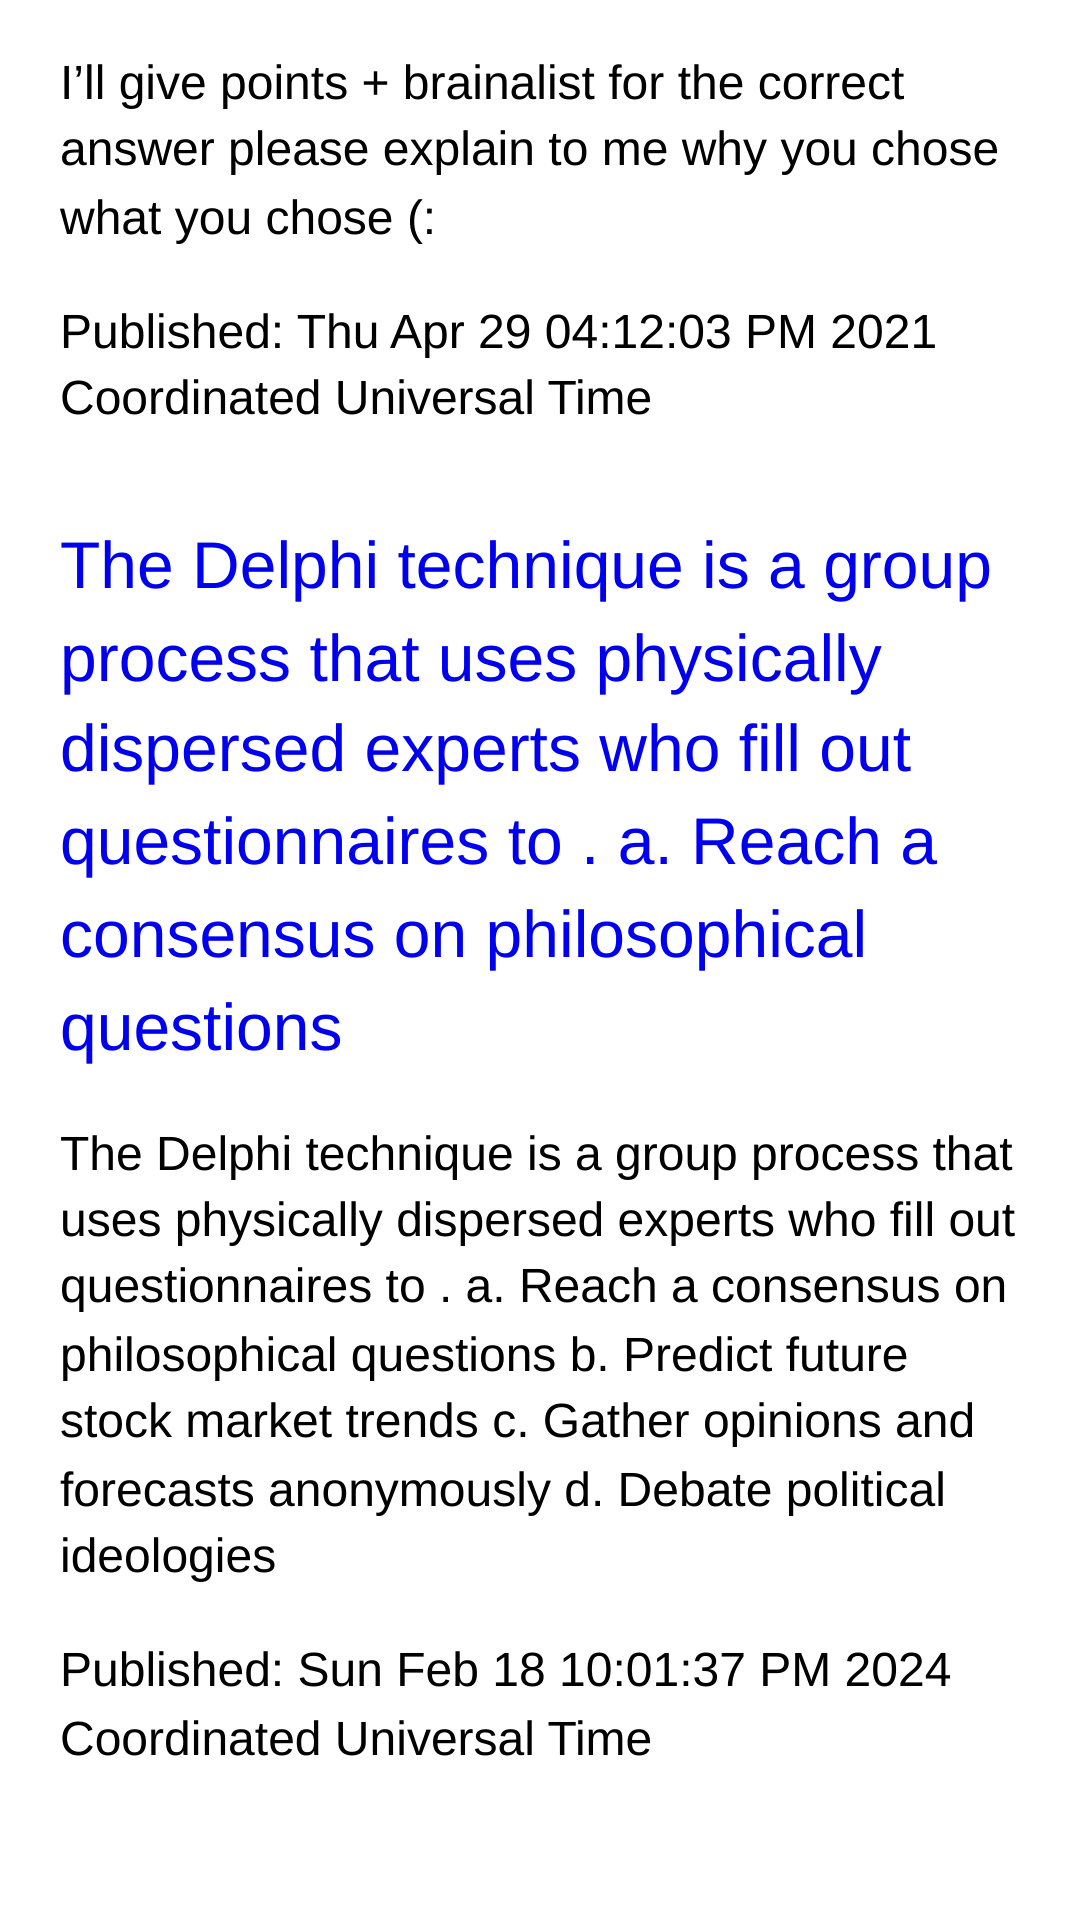 I’ll give points + brainalist for the correct
answer please explain to me why you chose
what you chose (:
Published: Thu Apr 29 04:12:03 PM 2021
Coordinated Universal Time
The Delphi technique is a group
process that uses physically
dispersed experts who fill out
questionnaires to . a. Reach a
consensus on philosophical
questions
The Delphi technique is a group process that
uses physically dispersed experts who fill out
questionnaires to . a. Reach a consensus on
philosophical questions b. Predict future
stock market trends c. Gather opinions and
forecasts anonymously d. Debate political
ideologies
Published: Sun Feb 18 10:01:37 PM 2024
Coordinated Universal Time